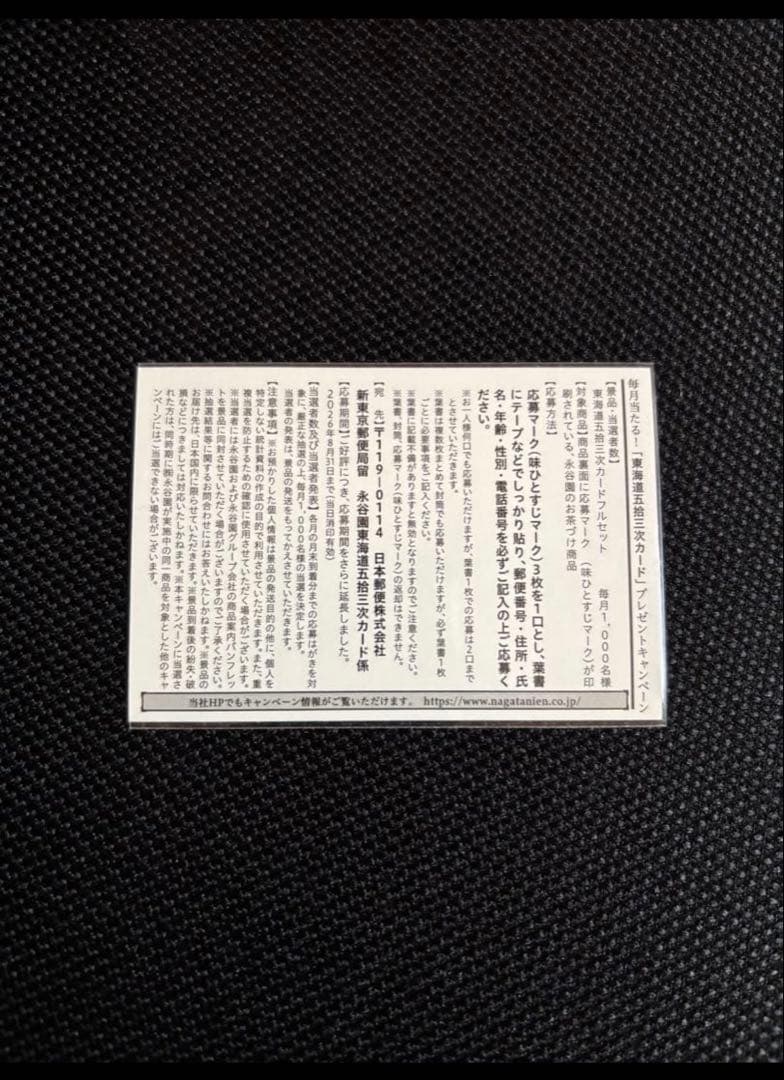 毎月当たる!「東海道五拾三次カード」プレゼントキャンペーン
【景品・当選者数】
東海道五拾三次カードフルセット 毎月1,000名様
【対象商品】商品裏面に応募マーク(味ひとすじマーク)が印
刷されている、永谷園のお茶づけ商品
【応募方法】
応募マーク(味ひとすじマーク)3枚を1口とし、葉書
にテープなどでしっかり貼り、郵便番号・住所・氏
名・年齢・性別・電話番号を必ずご記入の上ご応募く
ださい。
※お一人様何口でも応募いただけますが、葉書1枚での応募は2口まで
とさせていただきます。
※葉書は複数枚まとめて封筒でも応募いただけますが、必ず葉書1枚
ごとに必要事項をご記入ください。
※葉書に記載不備がありますと無効となりますのでご注意ください。
※葉書、封筒、応募マーク(味ひとすじマーク)の返却はできません。
【宛 先】〒119-0114 日本郵便株式会社
新東京郵便局留 永谷園東海道五拾三次カード係
【応募期間】ご好評につき、応募期間をさらに延長しました。
2026年8月31日まで(当日消印有効)
【当選者数及び当選者発表】各月の月末到着分までの応募はがきを対
象に、厳正な抽選の上、毎月1,000名様の当選を決定します。
当選者の発表は、景品の発送をもってかえさせていただきます。
【注意事項】※お預かりした個人情報は景品の発送目的の他に、個人を
特定しない統計資料の作成の目的で利用させていただきます。また、重
複当選を防止するための確認に使用させていただく場合がございます。
※当選者には永谷園および永谷園グループ会社の商品案内パンフレッ
トを景品に同封させていただく場合がございますのでご了承ください。
※抽選結果等に関するお問合わせにはお答えいたしかねます。※景品の
お届け先は、日本国内に限らせていただきます。※景品到着後の紛失・破
損などにつきましては対応いたしかねます。※本キャンペーンに当選さ
れた方は、同時期に㈱永谷園が実施中の同一商品を対象とした他のキャ
ンペーンにはご当選できない場合がございます。
当社HPでもキャンペーン情報がご覧いただけます。 https://www.nagatanien.co.jp/